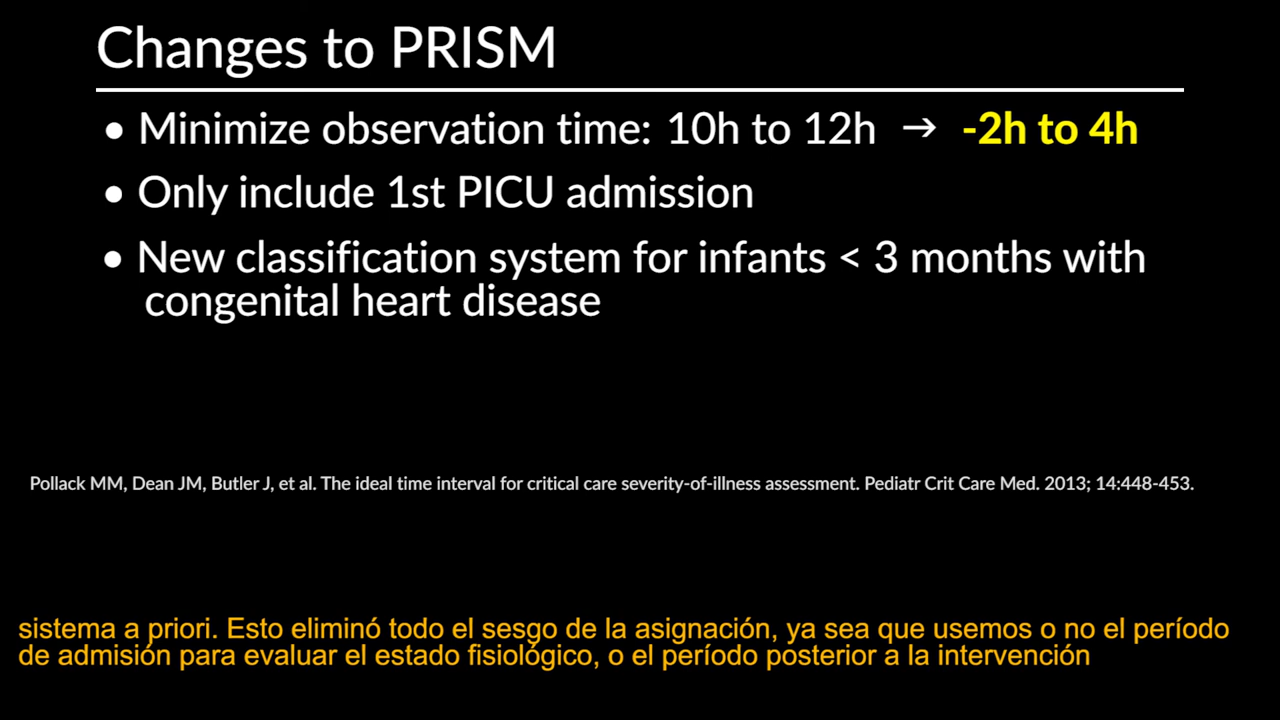 Changes to PRISM
• Minimize observation time: 10h to 12h → -2h to 4h
• Only include 1st PICU admission
• New classification system for infants < 3 months with
congenital heart disease
Pollack MM, Dean JM, Butler J, et al. The ideal time interval for critical care severity-of-illness assessment. Pediatr Crit Care Med. 2013; 14:448-453.
sistema a priori. Esto eliminó todo el sesgo de la asignación, ya sea que usemos o no el período
de admisión para evaluar el estado fisiológico, o el período posterior a la intervención